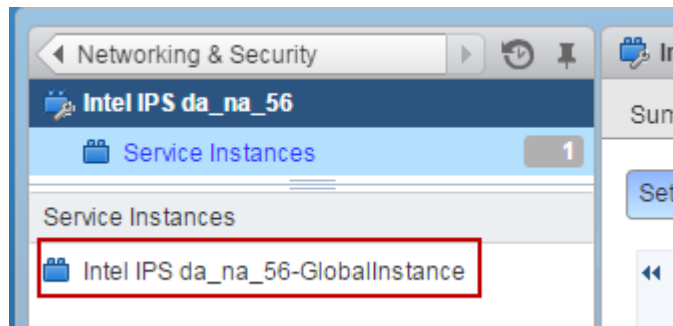 Networking & Security
Intel IPS da_na_56
Service Instances
1
Service Instances
Intel IPS da_na_56-GlobalInstance